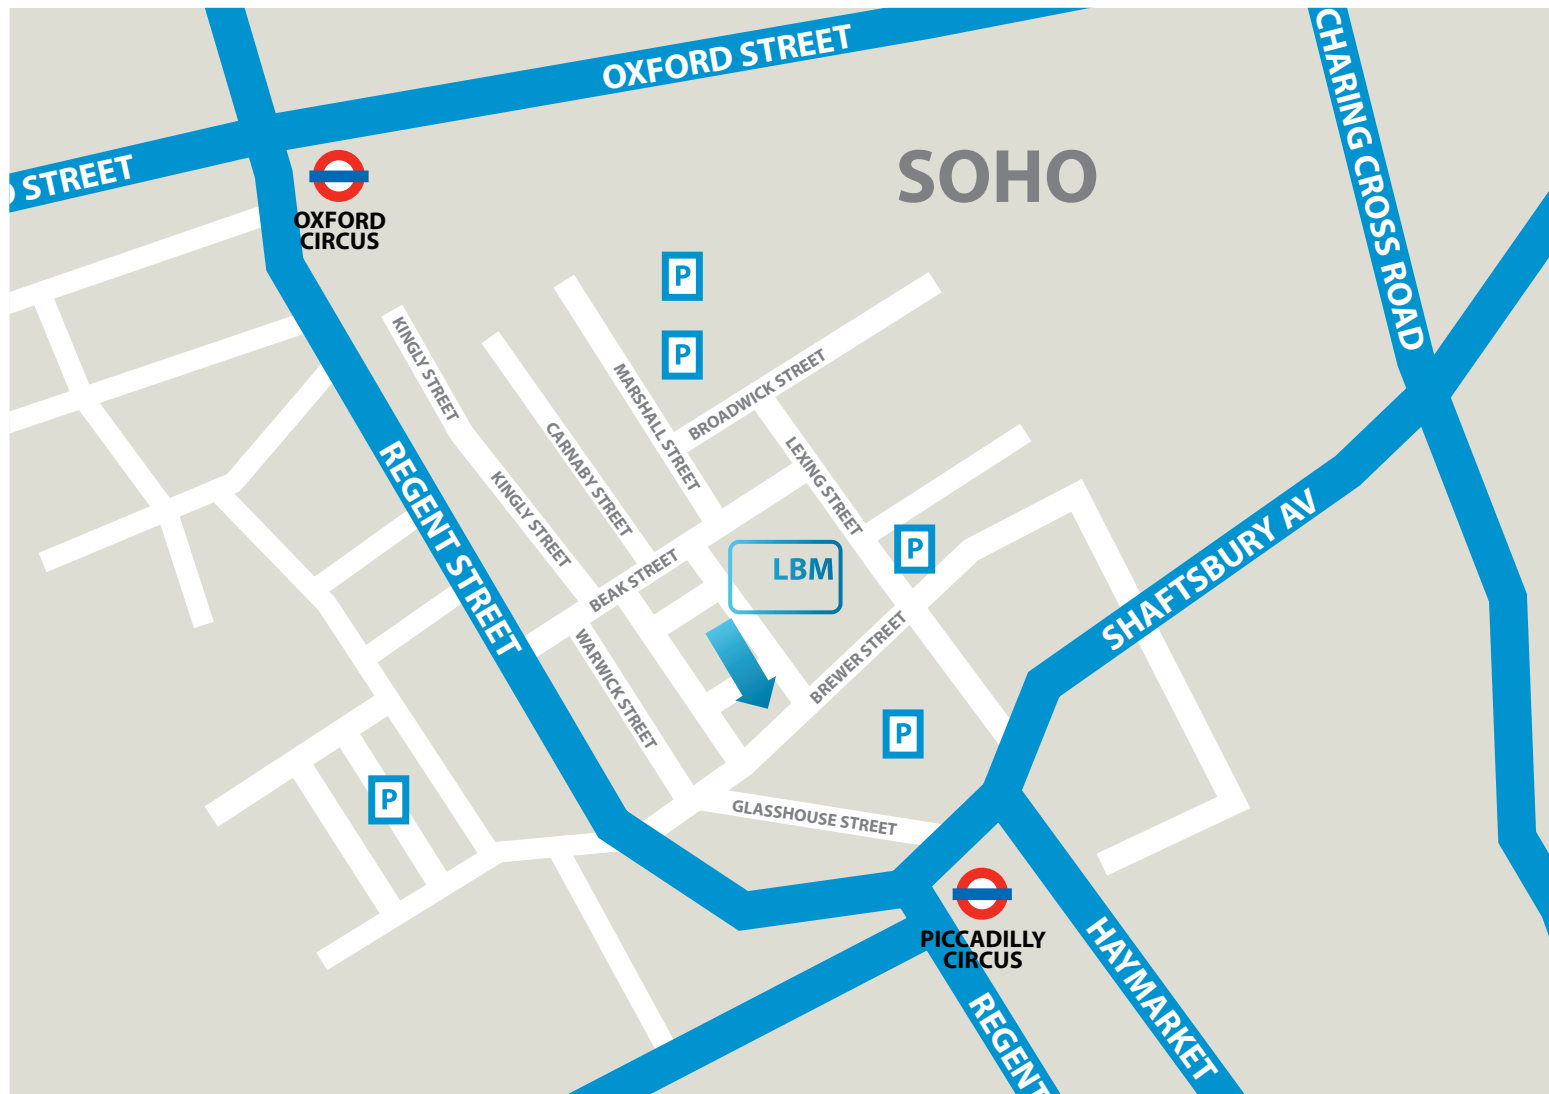 OXFORD STREET
CHARING CROSS ROAD
D STREET
SOHO
OXFORD
CIRCUS
P
P
KINGLY STREET
BROADWICK STREET
MARSHALL STREET
CARNABY STREET
LEXING STREET
REGENT STREET
KINGLY STREET
P
SHAFTSBURY AV
BEAK STREET
LBM
WARWICK STREET
BREWER STREET
P
P
GLASSHOUSE STREET
PICCADILLY
CIRCUS
HAYMARKET
REGENT